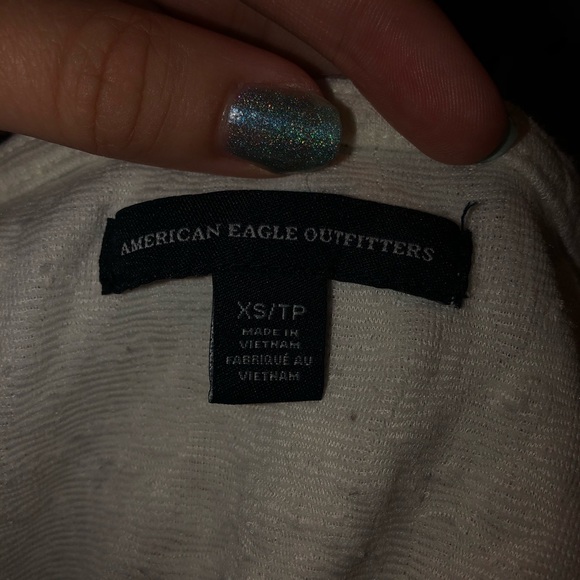 AMERICAN EAGLE OUTFITTERS
XS/TP
MADE IN
VIETNAM
FABRIQUÉ AU
VIETNAM